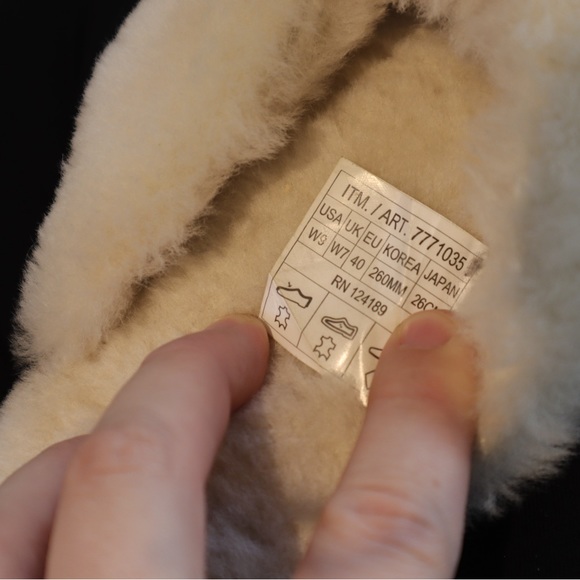 ITM. / ART. 7771035
USA UK EU KOREA JAPAN
W9 W7 40 260MM
RN 124189